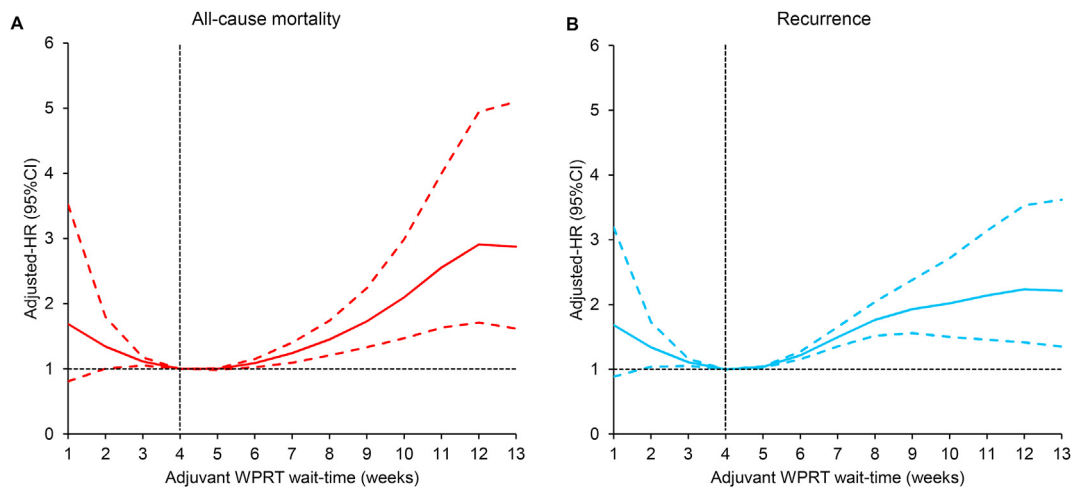 A
All-cause mortality
Adjusted-HR (95%CI)
6
5
4
3
2
1
0
1 2 3 4 5 6 7 8 9 10 11 12 13
Adjuvant WPRT wait-time (weeks)
B
Recurrence
Adjusted-HR (95%CI)
6
5
4
3
2
1
0
1 2 3 4 5 6 7 8 9 10 11 12 13
Adjuvant WPRT wait-time (weeks)